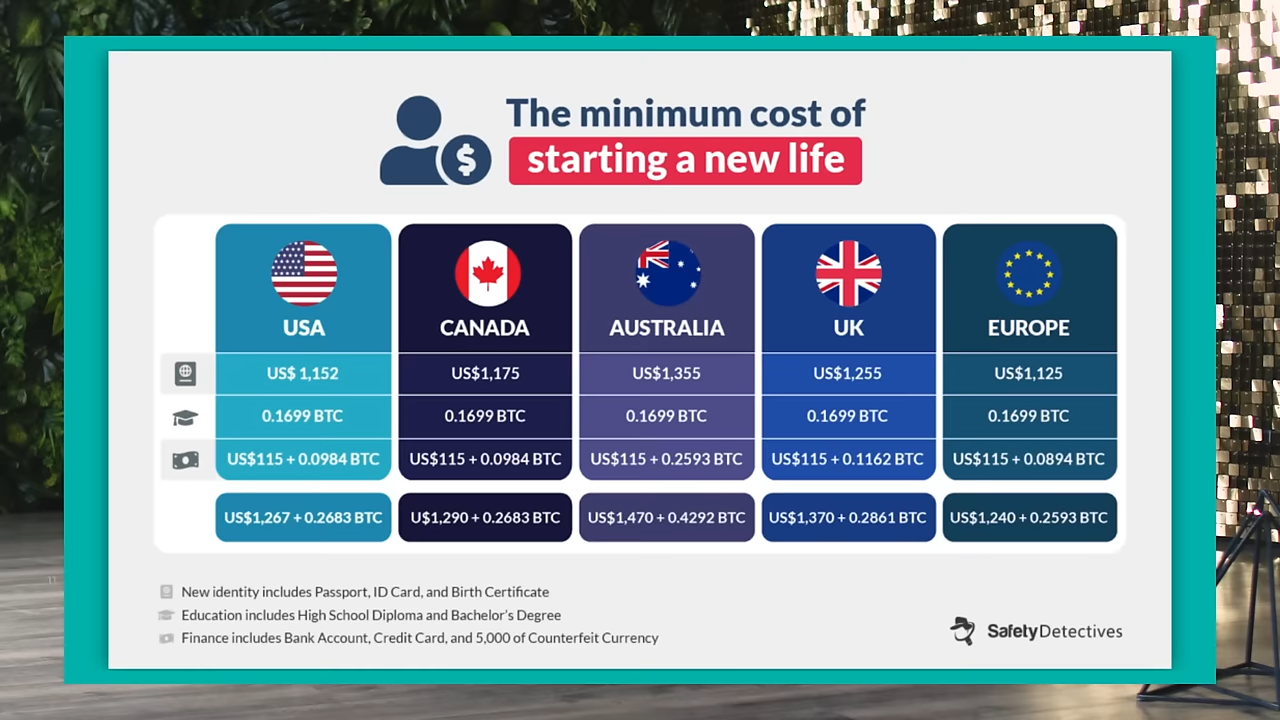 The minimum cost of
starting a new life
$
USA CANADA AUSTRALIA UK EUROPE
US$ 1,152 US$1,175 US$1,355 US$1,255 US$1,125
0.1699 BTC 0.1699 BTC 0.1699 BTC 0.1699 BTC 0.1699 BTC
US$115 + 0.0984 BTC US$115 + 0.0984 BTC US$115 + 0.2593 BTC US$115 + 0.1162 BTC US$115 + 0.0894 BTC
US$1,267 + 0.2683 BTC U$1,290 + 0.2683 BTC US$1,470 + 0.4292 BTC US$1,370 + 0.2861 BTC US$1,240 + 0.2593 BTC
New identity includes Passport, ID Card, and Birth Certificate
Education includes High School Diploma and Bachelor's Degree
Finance includes Bank Account, Credit Card, and 5,000 of Counterfeit Currency
SafetyDetectives